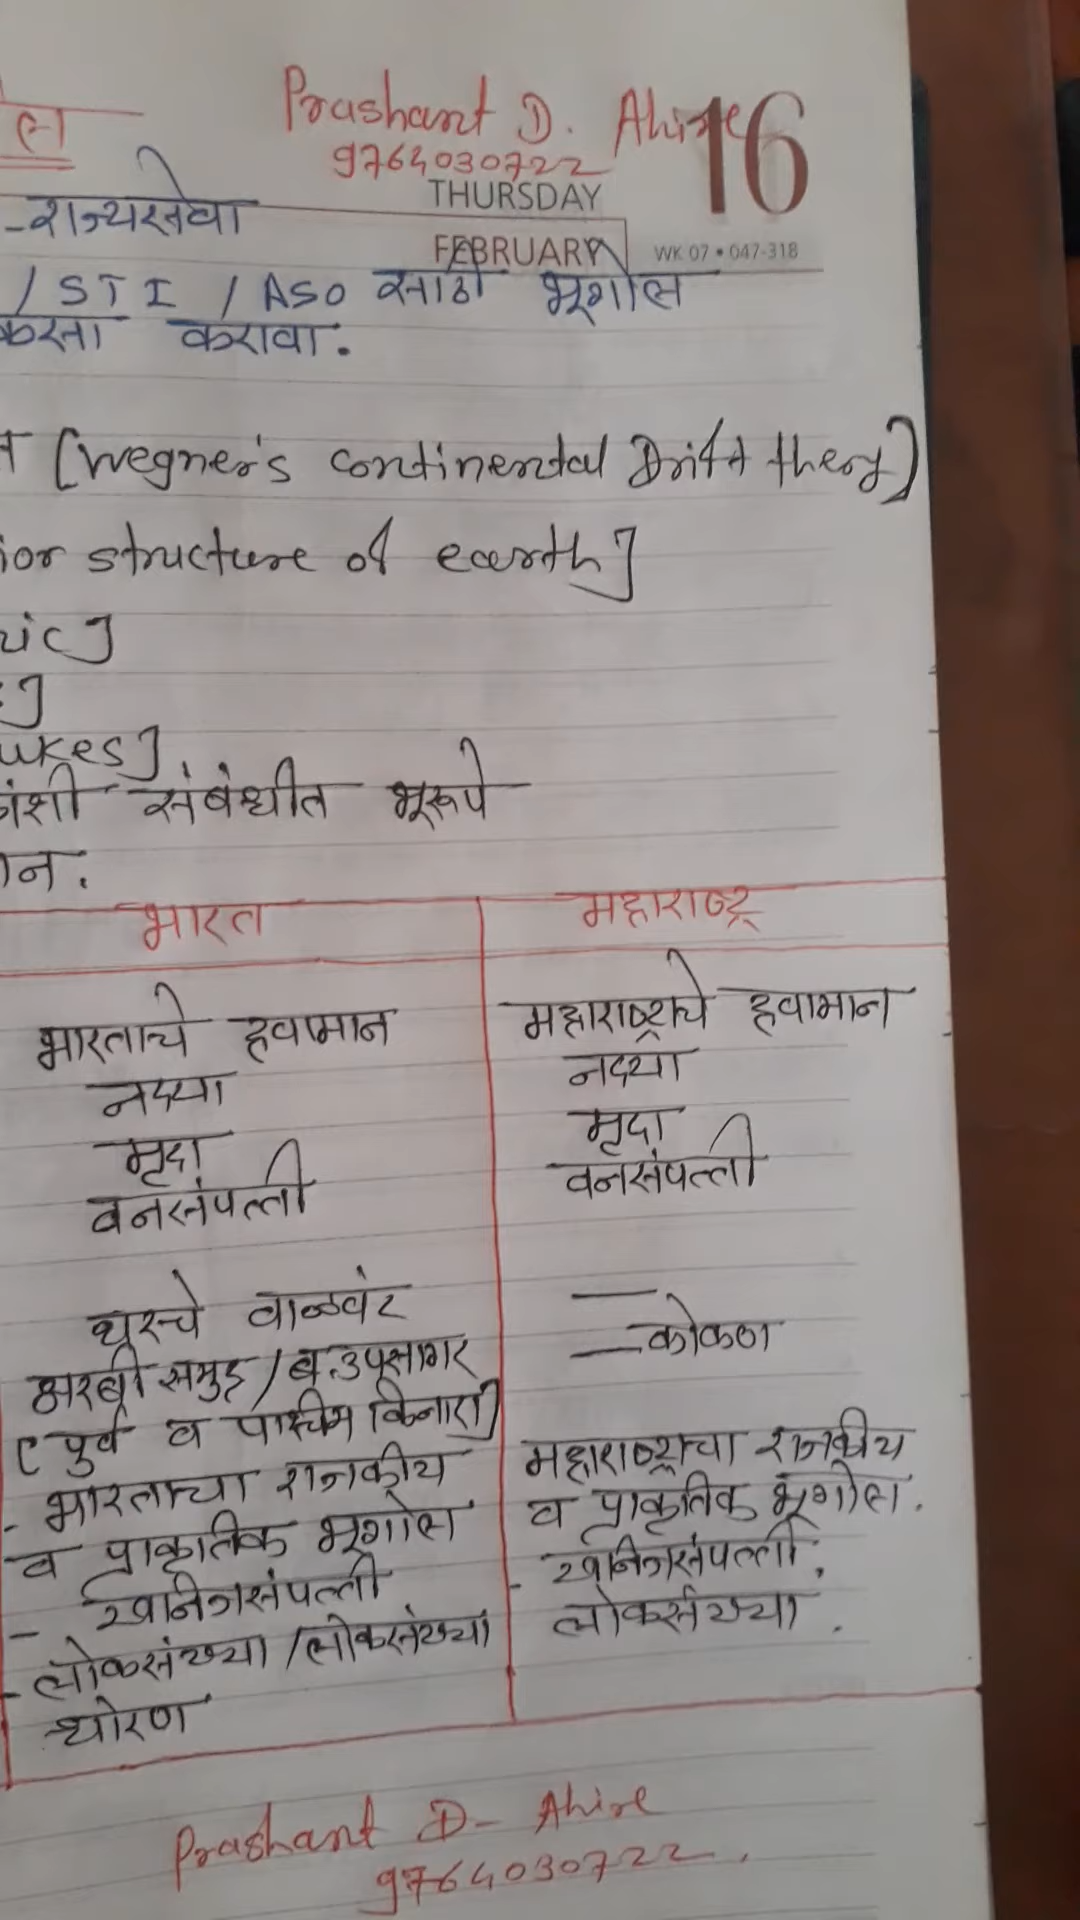 Prashant D. Ahire
9764030722
16
THURSDAY
FEBRUARY
WK 07 • 047-318
ल
-राज्यसेवा
/ STI / ASO साठी भूगोल
करता करावा.
[Wegner's continental Drift theory]
ior structure of earth]
ic]
]
ukes]
संबंधीत भूरूपे
ान.
भारत महाराष्ट्र
भारताचे हवामान महाराष्ट्राचे हवामान
नद्या नद्या
मृदा मृदा
वनसंपत्ती वनसंपत्ती
थरचे वाळवंट
अरबी समुद्र / ब. उपसागर — कोकण
(पुर्व व पश्चिम किनारा)
- भारताचा राजकीय महाराष्ट्राचा राजकीय
- व प्राकृतिक भूगोल व प्राकृतिक भूगोल.
- खनिजसंपत्ती - खनिजसंपत्ती.
- लोकसंख्या / लोकसंख्या लोकसंख्या.
धोरण
Prashant D- Ahire
9764030722.